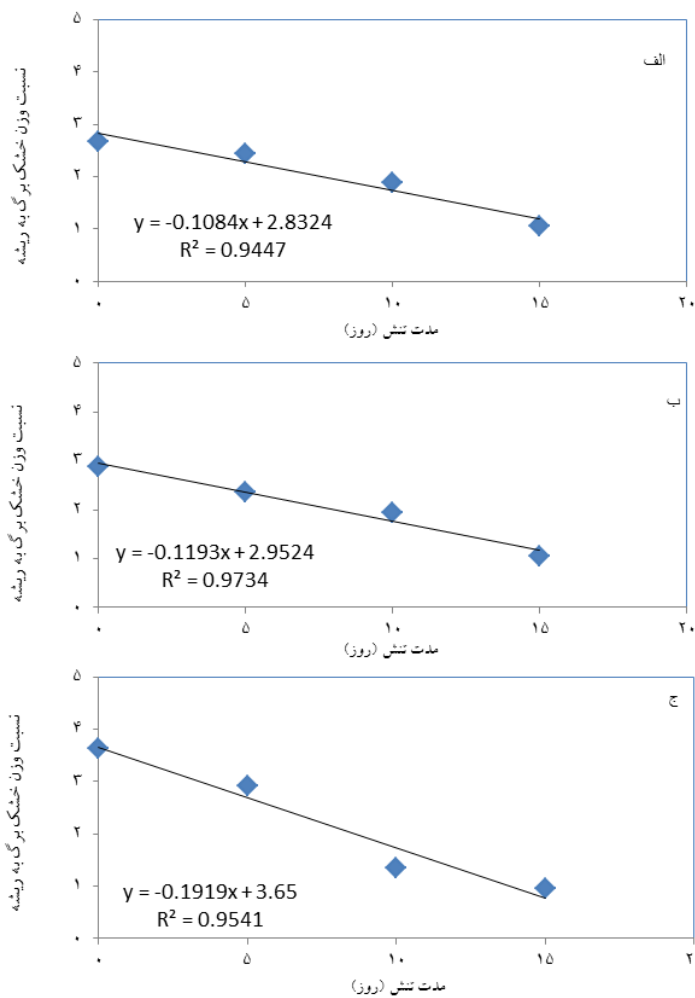 ۵
الف
۴
نسبت وزن خشک برگ به ریشه
۳
۲
y = -0.1084x + 2.8324
R² = 0.9447
۱
۰
۰ ۵ ۱۰ ۱۵ ۲۰
مدت تنش (روز)
۵
ب
۴
نسبت وزن خشک برگ به ریشه
۳
۲
y = -0.1193x + 2.9524
R² = 0.9734
۱
۰
۰ ۵ ۱۰ ۱۵ ۲۰
مدت تنش (روز)
۵
ج
۴
نسبت وزن خشک برگ به ریشه
۳
۲
۱
y = -0.1919x + 3.65
R² = 0.9541
۰
۰ ۵ ۱۰ ۱۵ ۲
مدت تنش (روز)